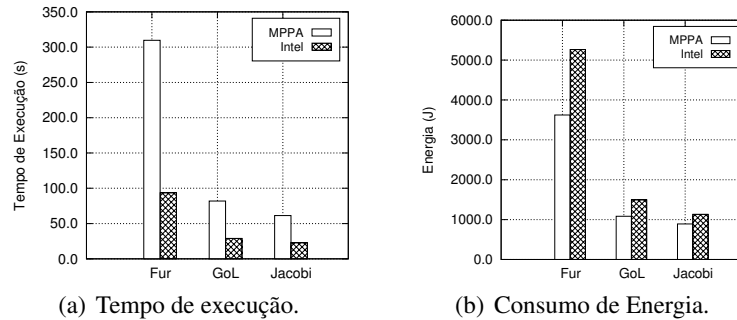 350.0
300.0
250.0
200.0
150.0
100.0
50.0
0.0
Tempo de Execução (s)
MPPA
Intel
Fur GoL Jacobi
(a) Tempo de execução.
6000.0
5000.0
4000.0
3000.0
2000.0
1000.0
0.0
Energia (J)
MPPA
Intel
Fur GoL Jacobi
(b) Consumo de Energia.